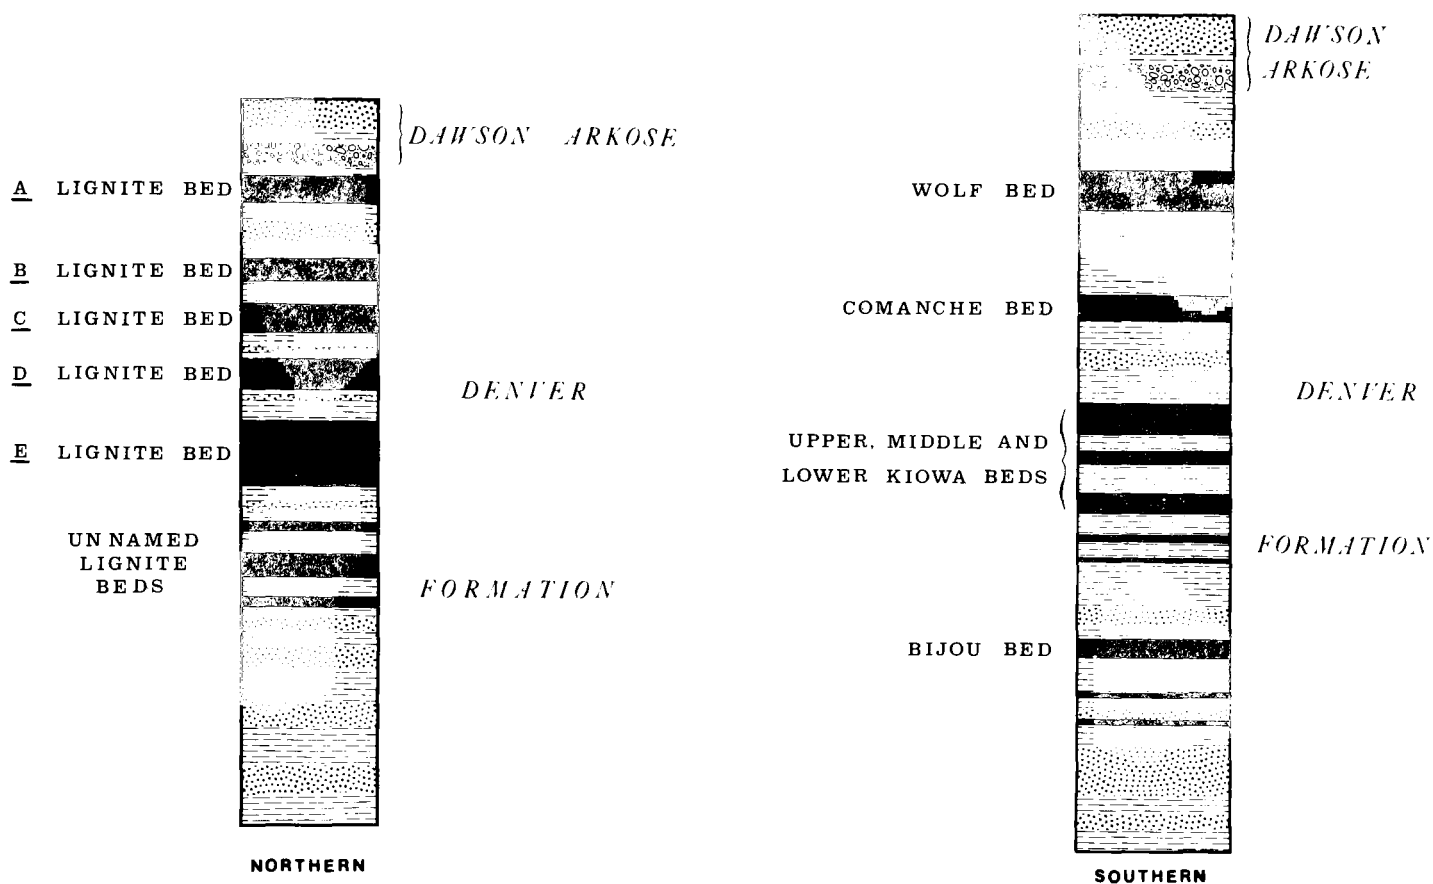 DAWSON ARKOSE
A LIGNITE BED
B LIGNITE BED
C LIGNITE BED
D LIGNITE BED
DENVER
E LIGNITE BED
UNNAMED
LIGNITE
BEDS
FORMATION
NORTHERN
DAWSON
ARKOSE
WOLF BED
COMANCHE BED
DENVER
UPPER, MIDDLE AND
LOWER KIOWA BEDS
FORMATION
BIJOU BED
SOUTHERN